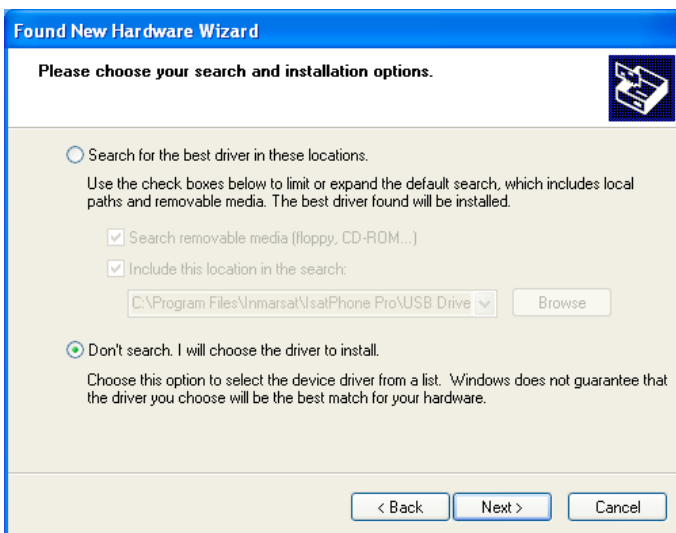 Found New Hardware Wizard
Please choose your search and installation options.
Search for the best driver in these locations.
Use the check boxes below to limit or expand the default search, which includes local
paths and removable media. The best driver found will be installed.
Search removable media (floppy, CD-ROM...)
Include this location in the search:
C:\Program Files\Inmarsat\IsatPhone Pro\USB Drive
Browse
Don't search. I will choose the driver to install.
Choose this option to select the device driver from a list. Windows does not guarantee that
the driver you choose will be the best match for your hardware.
< Back Next > Cancel